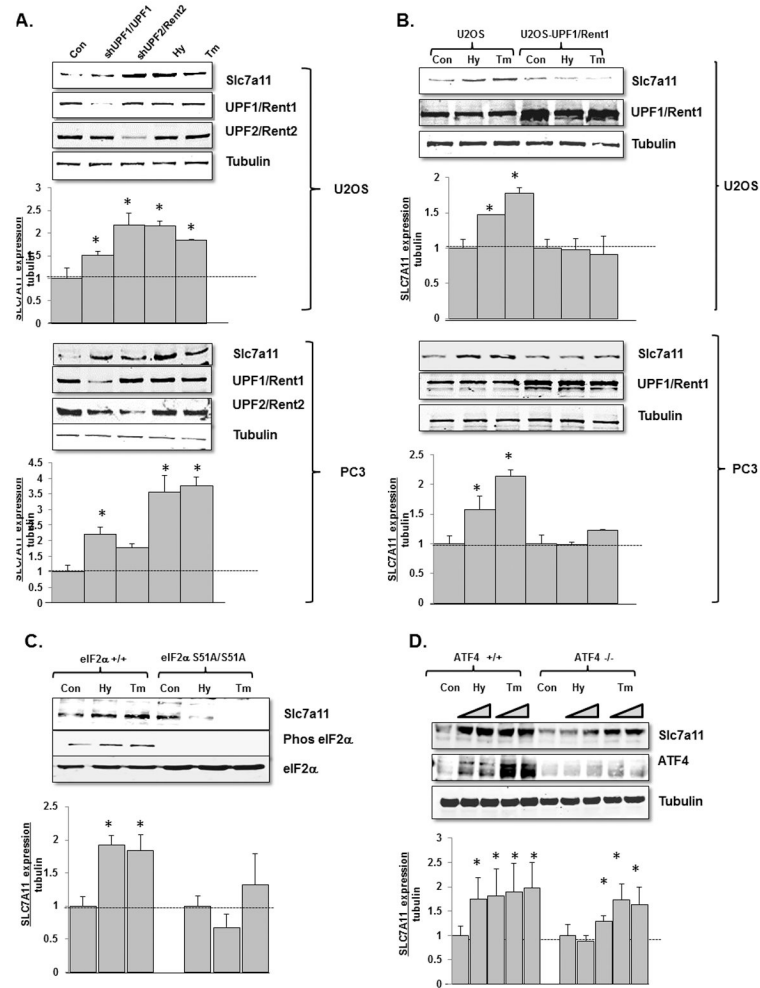 A.
Con
shUPF1/UPF1
shUPF2/Rent2
Hy
Tm
Slc7a11
UPF1/Rent1
UPF2/Rent2
Tubulin
U2OS
SLC7A11 expression
tubulin
3
2.5
2
1.5
1
0.5
0
* * * *
Slc7a11
UPF1/Rent1
UPF2/Rent2
Tubulin
PC3
SLC7A11 expression
tubulin
4.5
4
3.5
3
2.5
2
1.5
1
0.5
0
* * *
B.
U2OS U2OS-UPF1/Rent1
Con Hy Tm Con Hy Tm
Slc7a11
UPF1/Rent1
Tubulin
U2OS
SLC7A11 expression
tubulin
2
1.5
1
0.5
0
* *
Slc7a11
UPF1/Rent1
Tubulin
PC3
SLC7A11 expression
tubulin
2.5
2
1.5
1
0.5
0
* *
C.
eIF2α +/+ eIF2α S51A/S51A
Con Hy Tm Con Hy Tm
Slc7a11
Phos eIF2α
eIF2α
SLC7A11 expression
tubulin
2.5
2
1.5
1
0.5
0
* *
D.
ATF4 +/+ ATF4 -/-
Con Hy Tm Con Hy Tm
Slc7a11
ATF4
Tubulin
SLC7A11 expression
tubulin
3
2.5
2
1.5
1
0.5
0
* * * * * * *